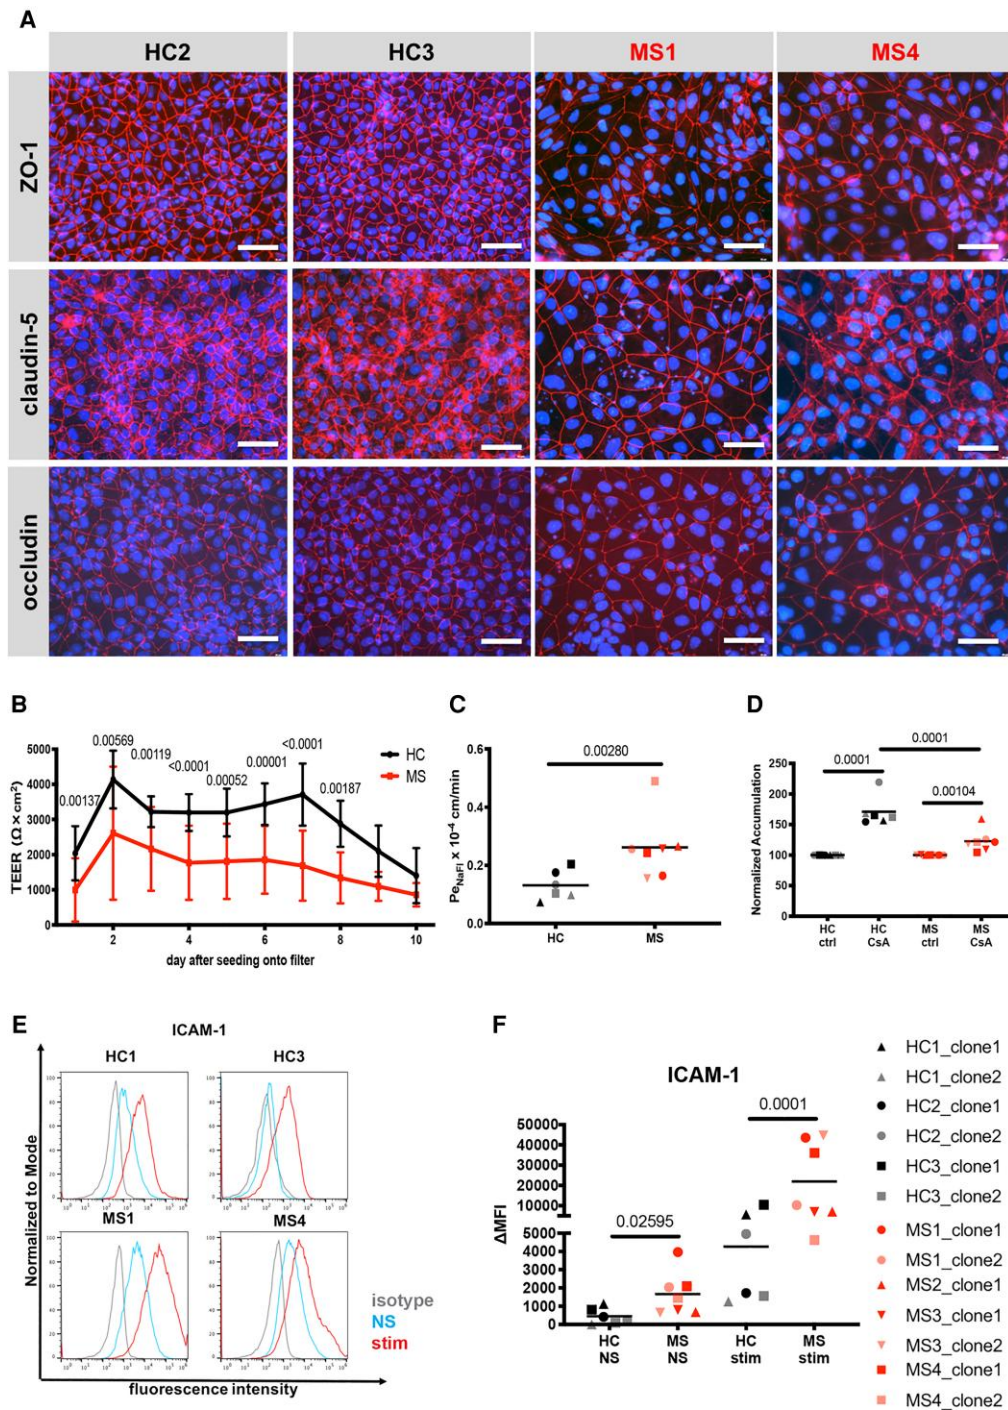 A
HC2 HC3 MS1 MS4
ZO-1
claudin-5
occludin
B
TEER (Ω × cm²)
5000
4000
3000
2000
1000
0
0.00137
0.00569
0.00119
<0.0001
0.00052
0.00001
<0.0001
0.00187
HC
MS
2 4 6 8 10
day after seeding onto filter
C
Pe_NaFl x 10⁻⁴ cm/min
0.6
0.4
0.2
0.0
0.00280
HC MS
D
Normalized Accumulation
250
200
150
100
50
0
0.0001
0.0001
0.00104
HC ctrl
HC CsA
MS ctrl
MS CsA
E
ICAM-1
HC1 HC3
MS1 MS4
Normalized to Mode
fluorescence intensity
isotype
NS
stim
F
ICAM-1
ΔMFI
50000
40000
30000
20000
10000
5000
4000
3000
2000
1000
0
0.02595
0.0001
HC NS
MS NS
HC stim
MS stim
HC1_clone1
HC1_clone2
HC2_clone1
HC2_clone2
HC3_clone1
HC3_clone2
MS1_clone1
MS1_clone2
MS2_clone1
MS3_clone1
MS3_clone2
MS4_clone1
MS4_clone2